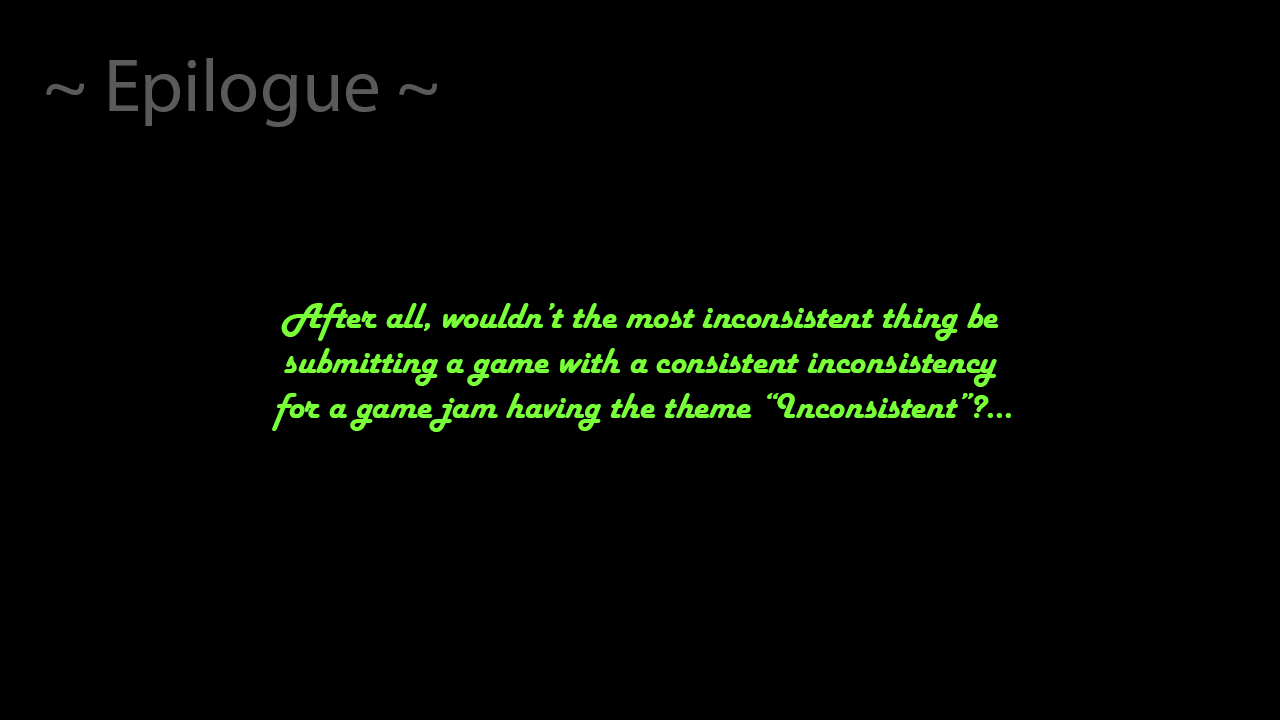 ~ Epilogue ~
After all, wouldn’t the most inconsistent thing be
submitting a game with a consistent inconsistency
for a game jam having the theme “Inconsistent”?...